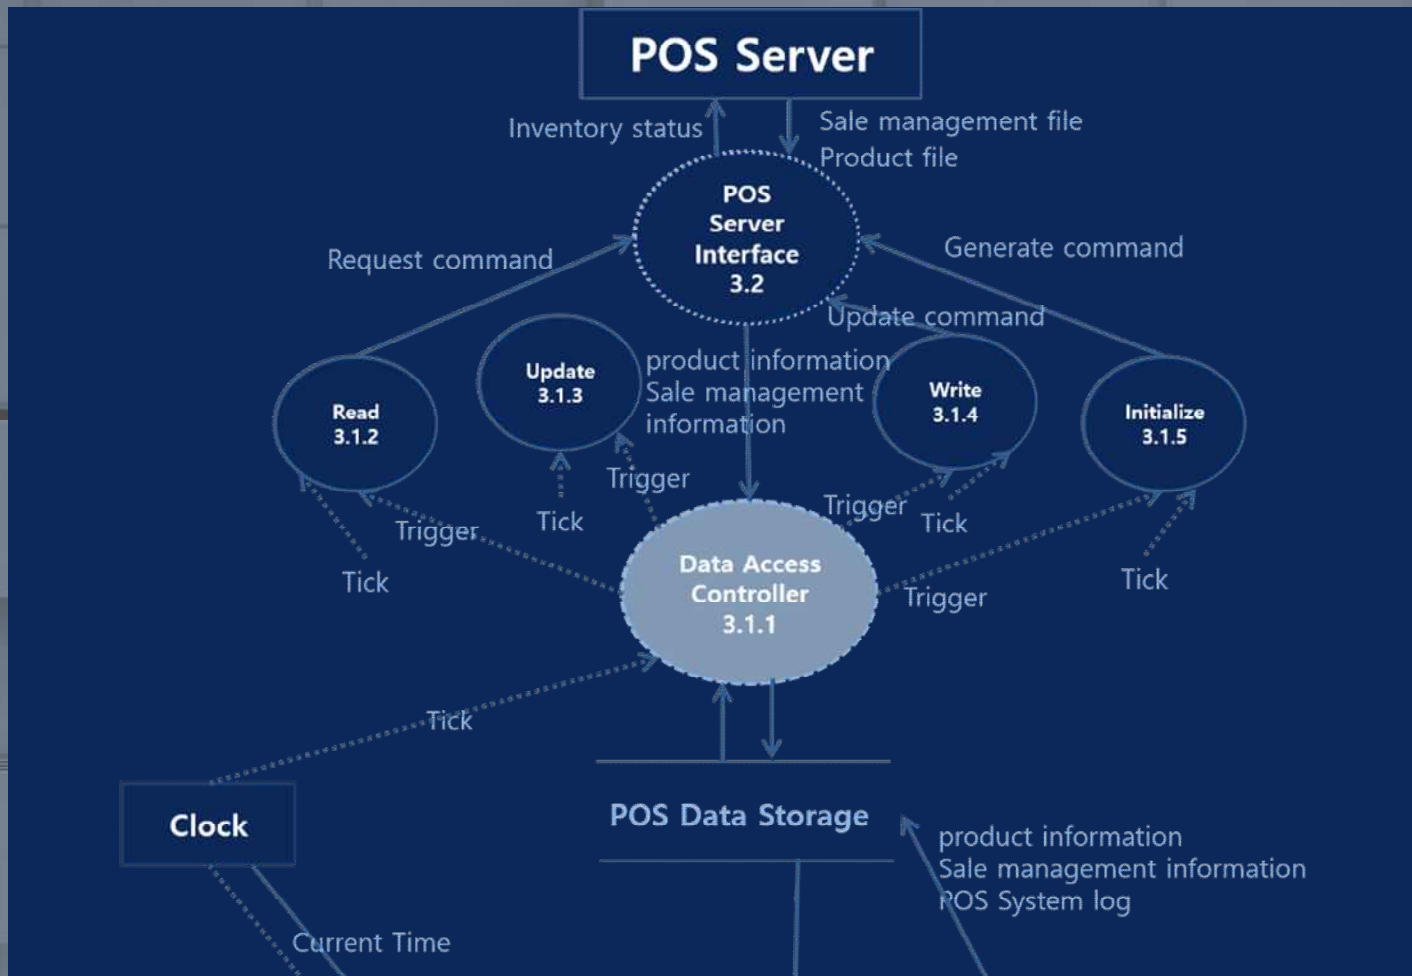 POS Server
Inventory status
Sale management file
Product file
POS
Server
Interface
3.2
Request command
Generate command
Update command
Read
3.1.2
Update
3.1.3
product information
Sale management
information
Write
3.1.4
Initialize
3.1.5
Trigger
Tick
Trigger
Tick
Trigger
Tick
Trigger
Tick
Data Access
Controller
3.1.1
Tick
Clock
POS Data Storage
product information
Sale management information
POS System log
Current Time